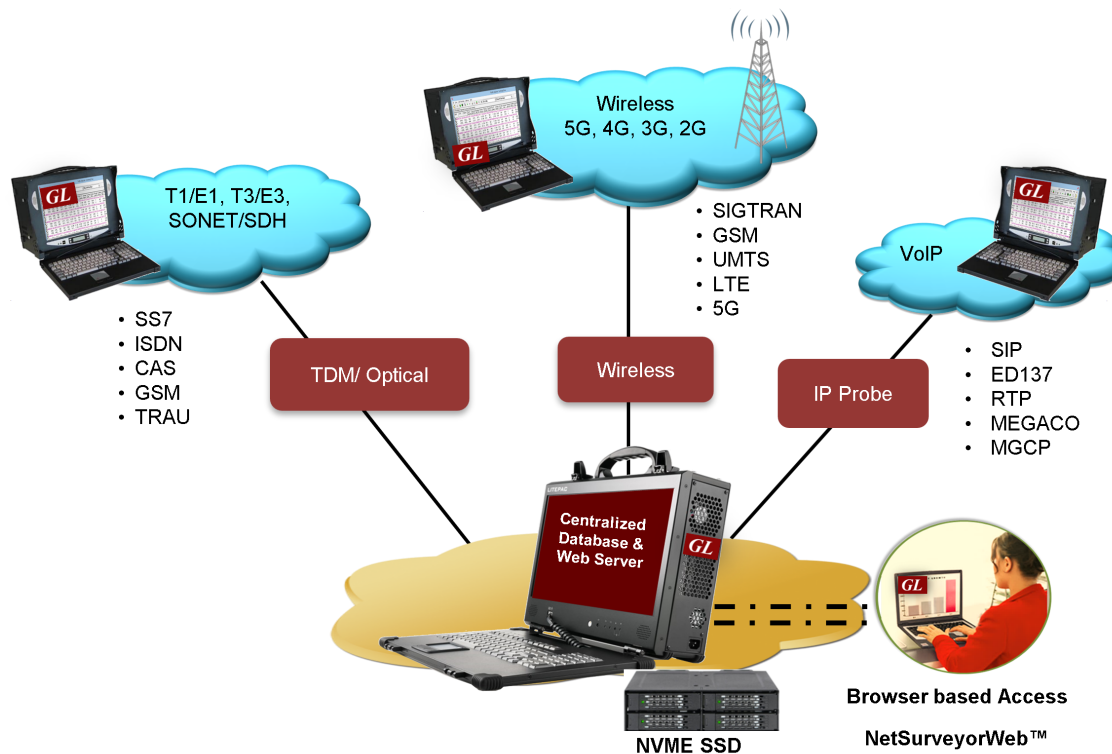 Wireless
5G, 4G, 3G, 2G
GL
T1/E1, T3/E3,
SONET/SDH
GL
VoIP
GL
• SIGTRAN
• GSM
• UMTS
• LTE
• 5G
• SS7
• ISDN
• CAS
• GSM
• TRAU
• SIP
• ED137
• RTP
• MEGACO
• MGCP
TDM/ Optical
Wireless
IP Probe
LITEPAC
Centralized
Database &
Web Server
GL
GL
Browser based Access
NetSurveyorWeb™
NVME SSD